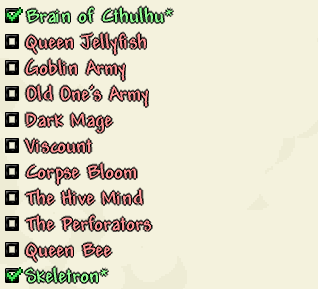 Brain of Cthulhu*
Queen Jellyfish
Goblin Army
Old One's Army
Dark Mage
Viscount
Corpse Bloom
The Hive Mind
The Perforators
Queen Bee
Skeletron*